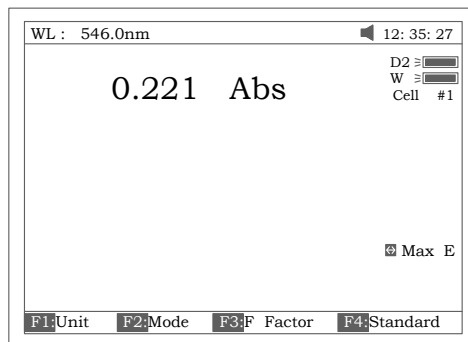 WL : 546.0nm 12: 35: 27
D2
W
0.221 Abs
Cell #1
Max E
F1:Unit F2:Mode F3:F Factor F4:Standard